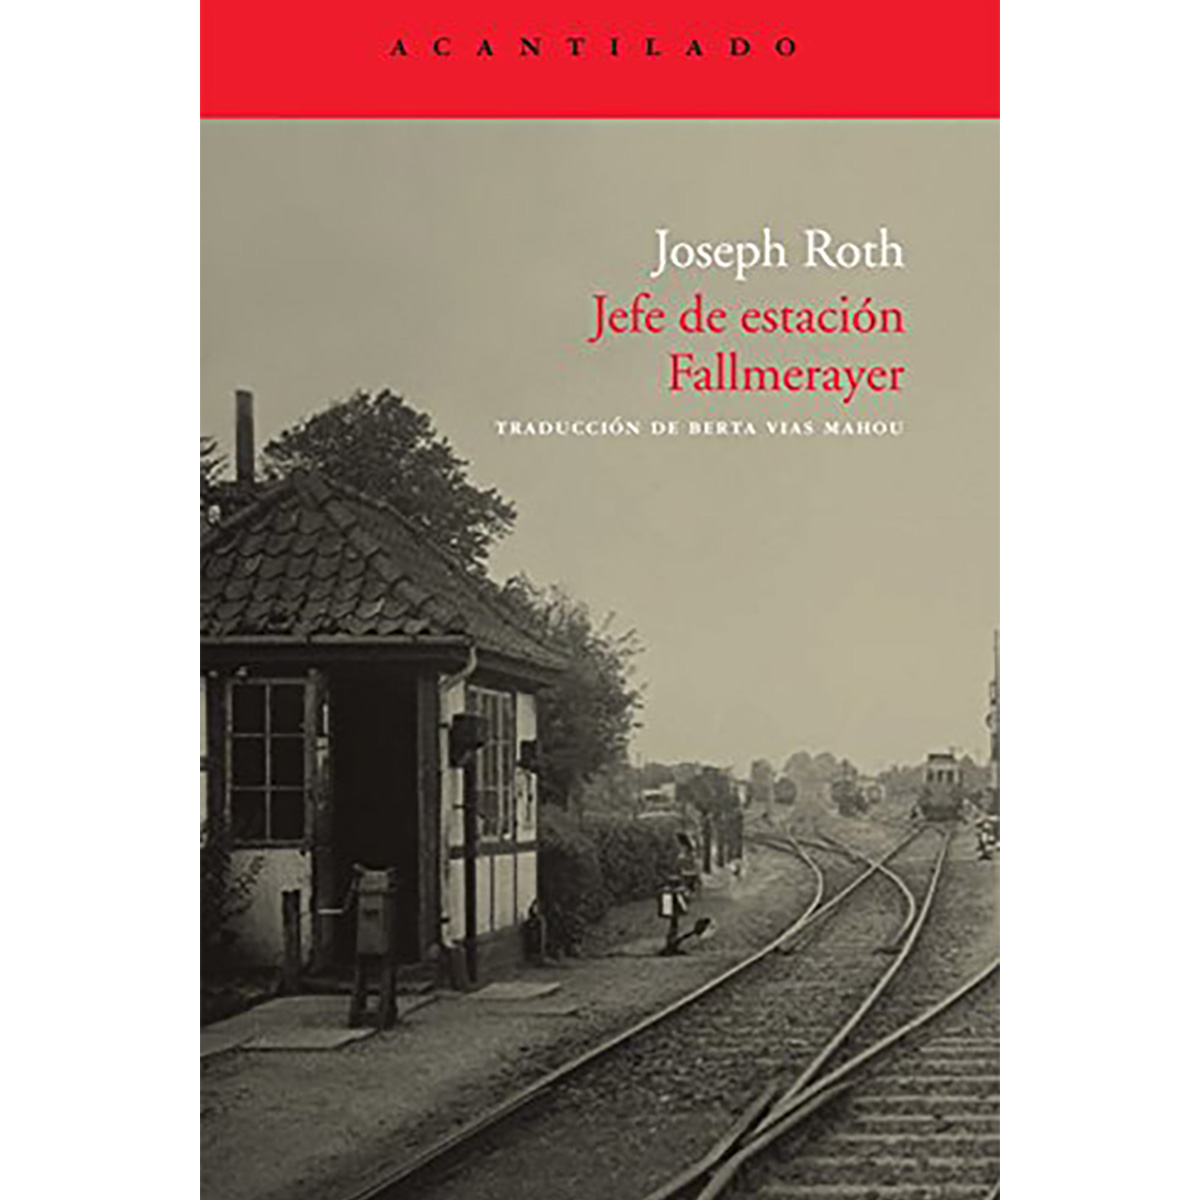 ACANTILADO
Joseph Roth
Jefe de estación
Fallmerayer
TRADUCCIÓN DE BERTA VIAS MAHOU